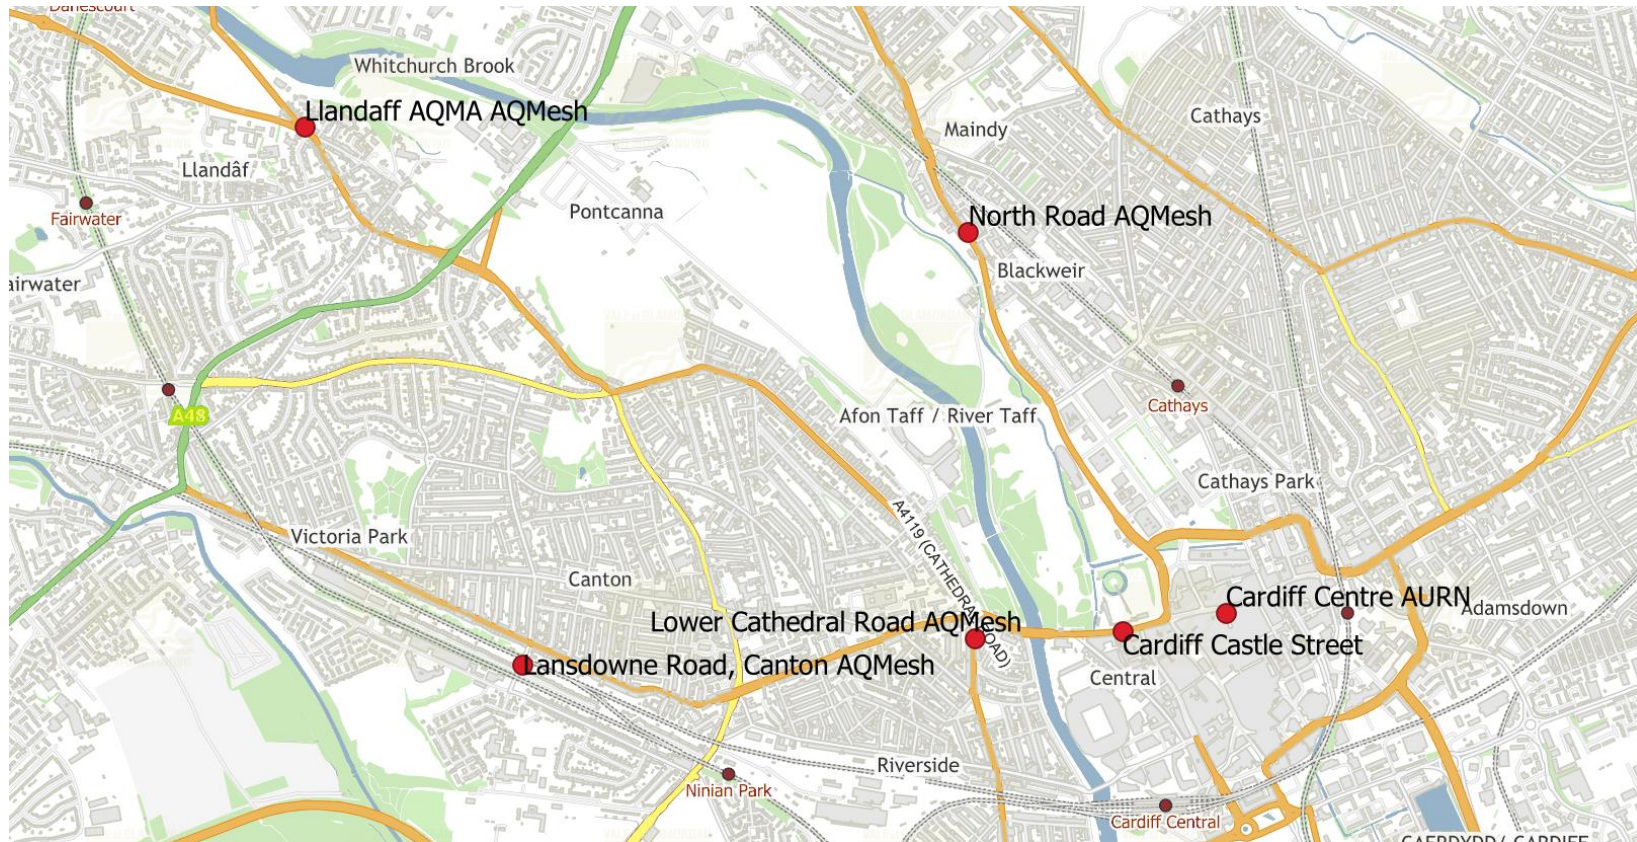 Danescourt
Whitchurch Brook
Llandaff AQMA AQMesh
Cathays
Maindy
Llandâf
Fairwater
Pontcanna
North Road AQMesh
Blackweir
airwater
A48
Cathays
Afon Taff / River Taff
Cathays Park
A4119 (CATHEDRAL ROAD)
Victoria Park
Canton
Cardiff Centre AURN
Adamsdown
Lower Cathedral Road AQMesh
Cardiff Castle Street
Lansdowne Road, Canton AQMesh
Central
Riverside
Ninian Park
Cardiff Central
CAERDYDD/ CARDIFF